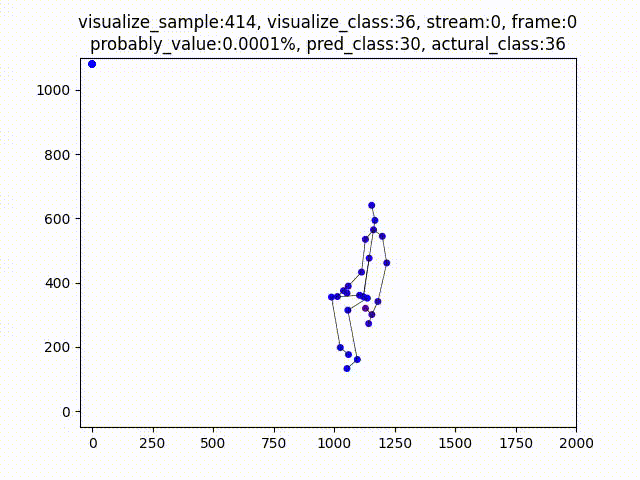 visualize_sample:414, visualize_class:36, stream:0, frame:0
probably_value:0.0001%, pred_class:30, actural_class:36
1000
800
600
400
200
0
0 250 500 750 1000 1250 1500 1750 2000